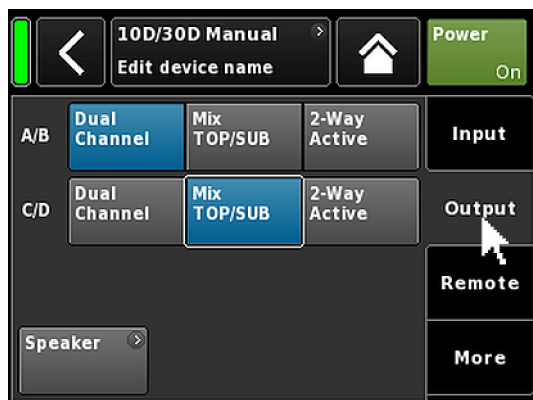 10D/30D Manual
Edit device name
Power
On
A/B
Dual
Channel
Mix
TOP/SUB
2-Way
Active
Input
C/D
Dual
Channel
Mix
TOP/SUB
2-Way
Active
Output
Remote
Speaker
More